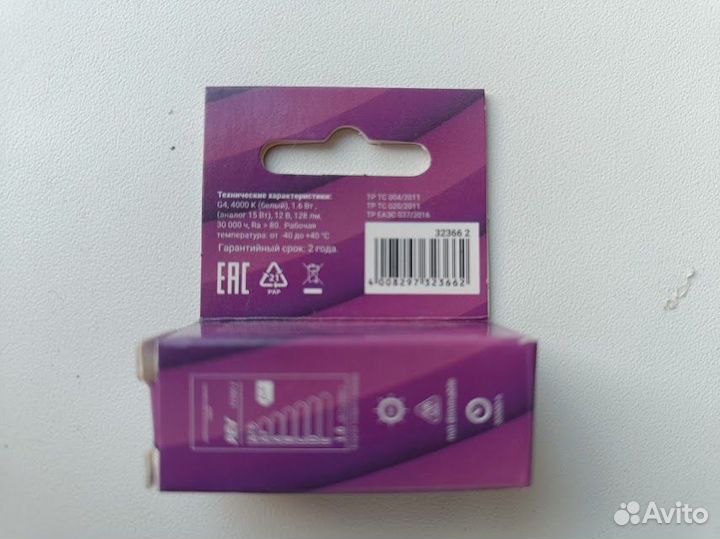 Технические характеристики:
G4, 4000 К (белый), 1.6 Вт,
(аналог 15 Вт), 12 В, 128 лм,
30 000 ч, Ra > 80. Рабочая
температура: от -40 до +40 °C
Гарантийный срок: 2 года.
ТР ТС 004/2011
ТР ТС 020/2011
ТР ЕАЭС 037/2016
32366 2
4 008297 323662
EAC
21
PAP
not dimmable
Avito